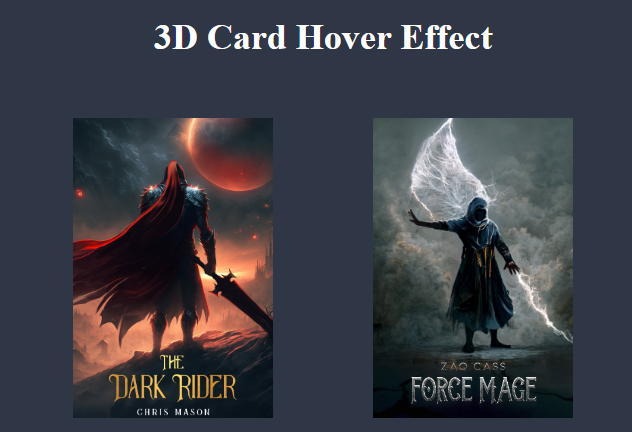 3D Card Hover Effect
THE
DARK RIDER
CHRIS MASON
ZAO CASS
FORCE MAGE